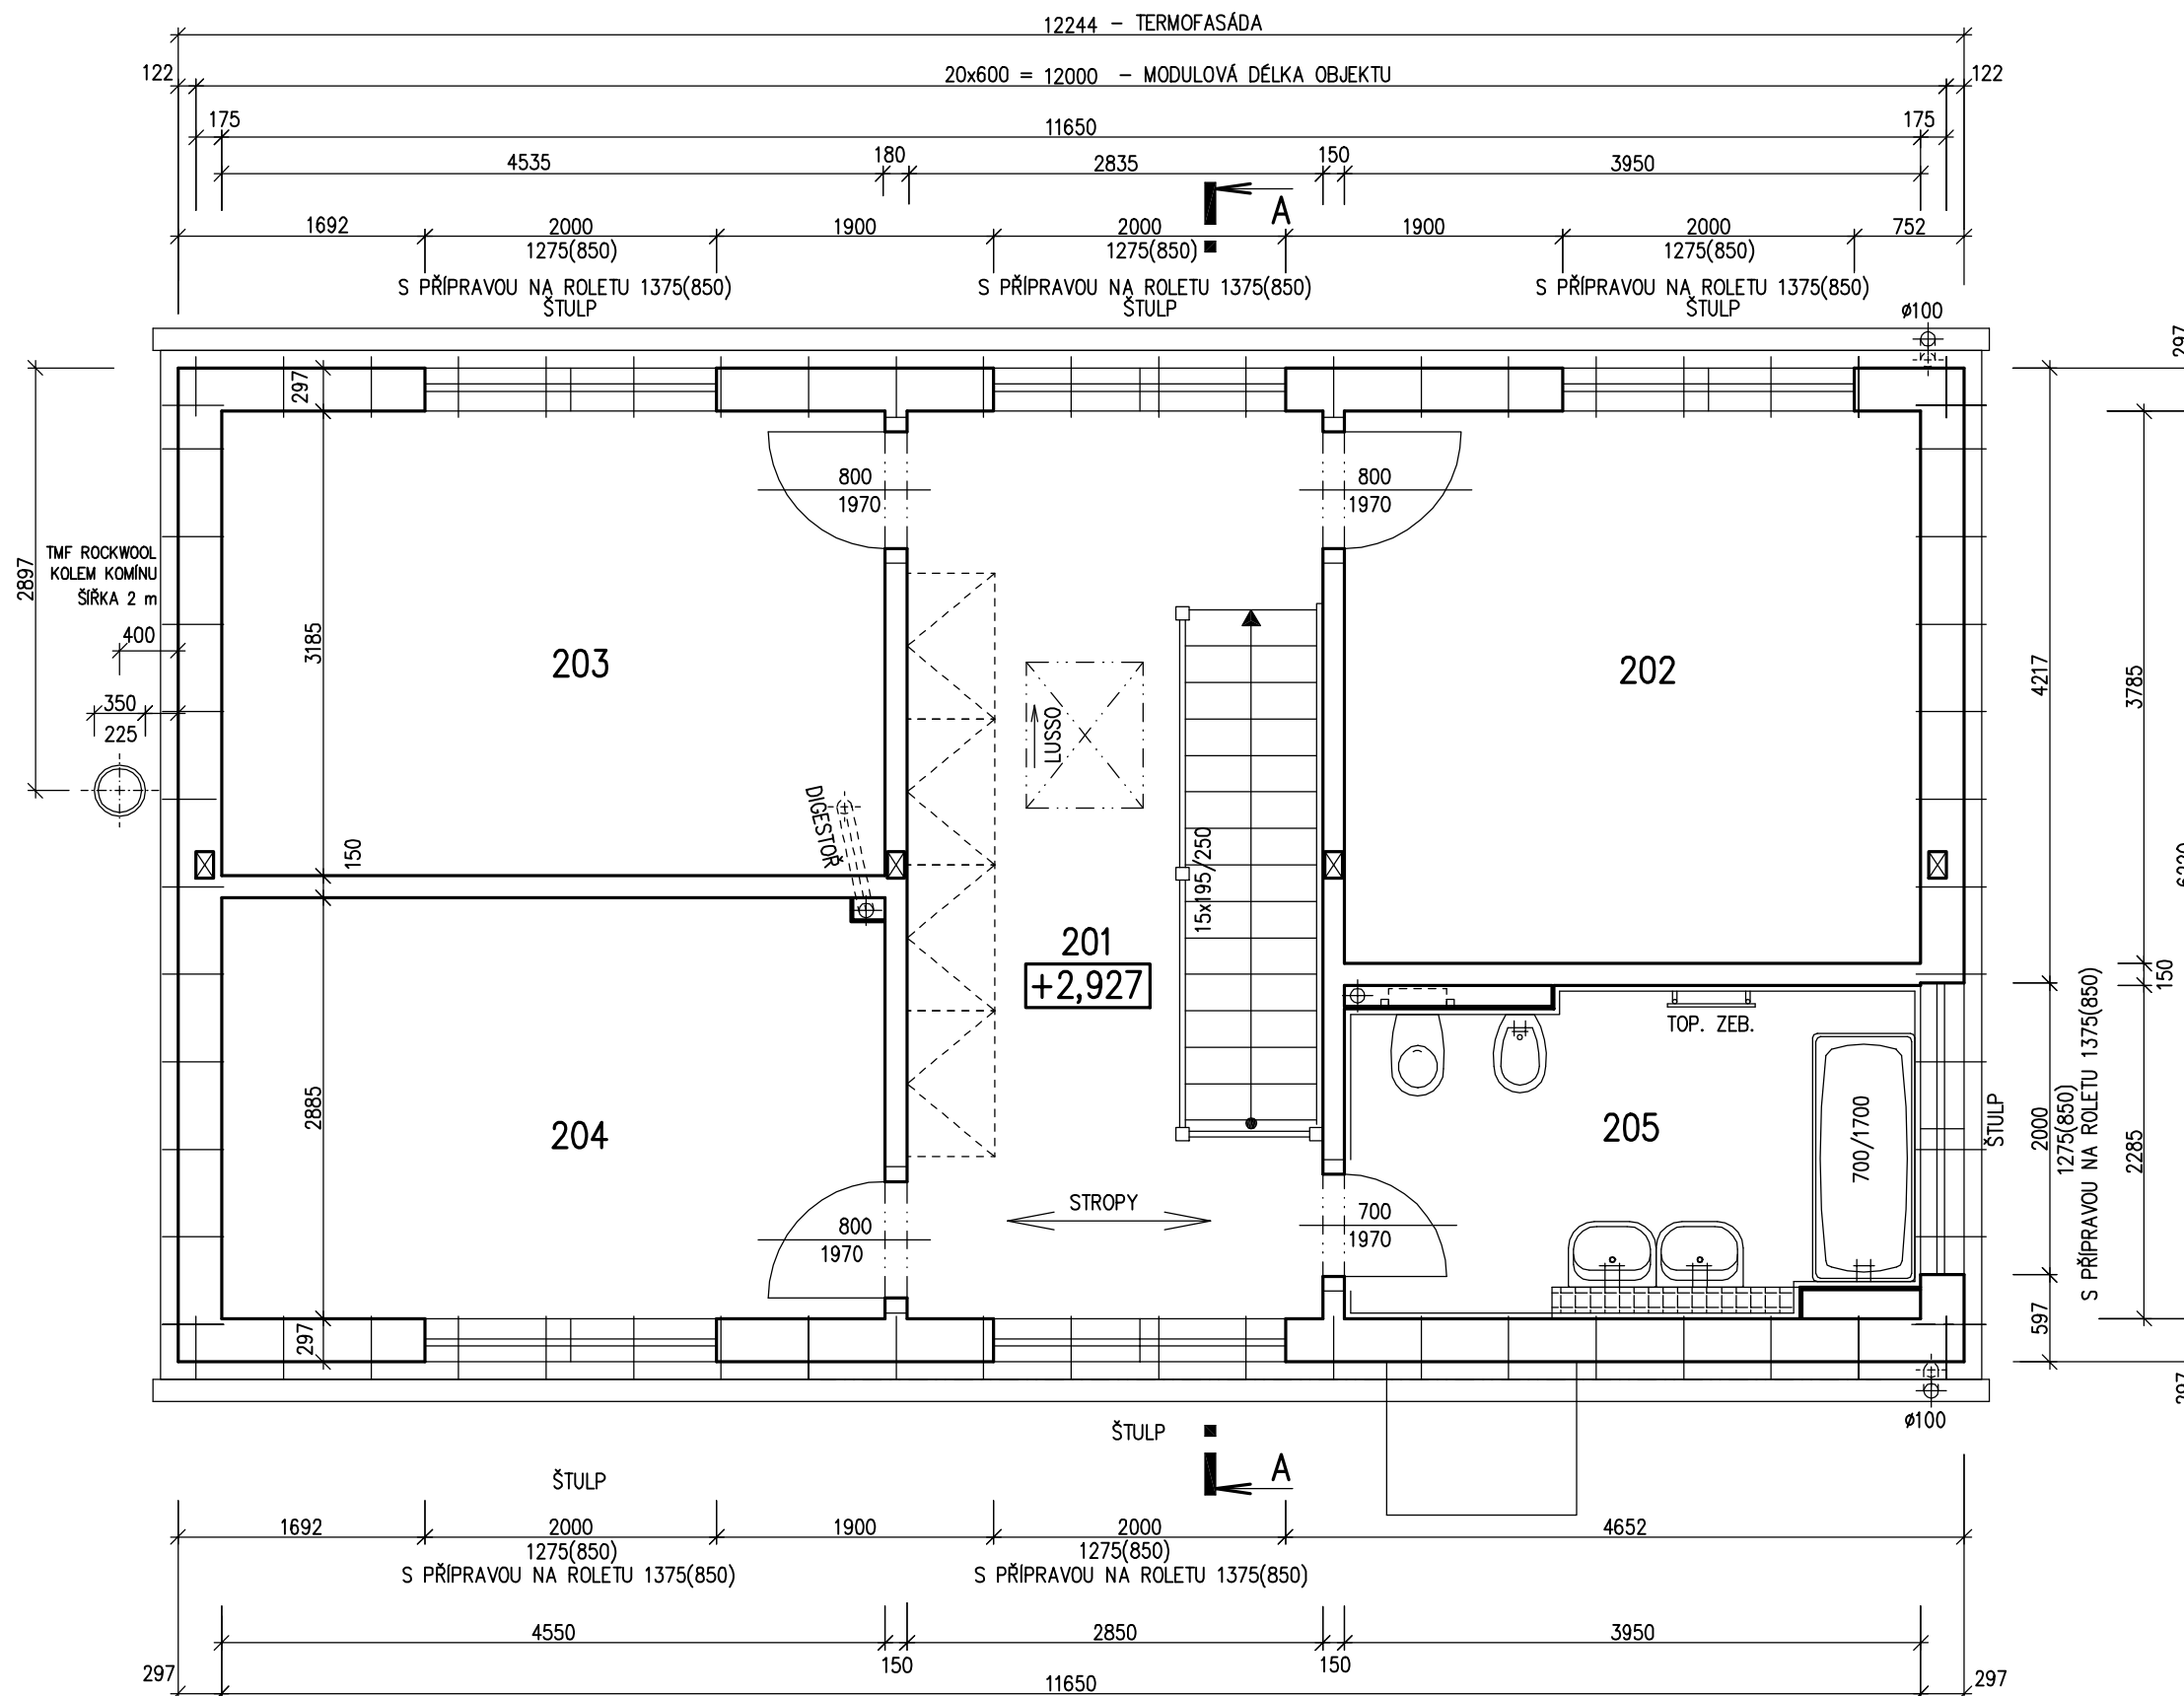 12244 – TERMOFASÁDA
122
20x600 = 12000 – MODULOVÁ DÉLKA OBJEKTU
122
175
11650
175
4535
180
2835
150
3950
A
1692
2000
1900
2000
1900
2000
752
1275(850)
1275(850)
1275(850)
S PŘÍPRAVOU NA ROLETU 1375(850)
S PŘÍPRAVOU NA ROLETU 1375(850)
S PŘÍPRAVOU NA ROLETU 1375(850)
ŠTULP
ŠTULP
ŠTULP
ø100
297
297
800
1970
800
1970
2897
TMF ROCKWOOL
KOLEM KOMÍNU
ŠÍŘKA 2 m
400
3185
203
202
4217
3785
350
225
LUSSO
DIGESTOŘ
150
15x195/250
6220
201
+2,927
150
TOP. ZEB.
S PŘÍPRAVOU NA ROLETU 1375(850)
1275(850)
2000
ŠTULP
2285
2885
204
205
700/1700
STROPY
800
1970
700
1970
297
597
297
ø100
ŠTULP
A
ŠTULP
1692
2000
1900
2000
4652
1275(850)
1275(850)
S PŘÍPRAVOU NA ROLETU 1375(850)
S PŘÍPRAVOU NA ROLETU 1375(850)
4550
2850
3950
150
150
297
11650
297